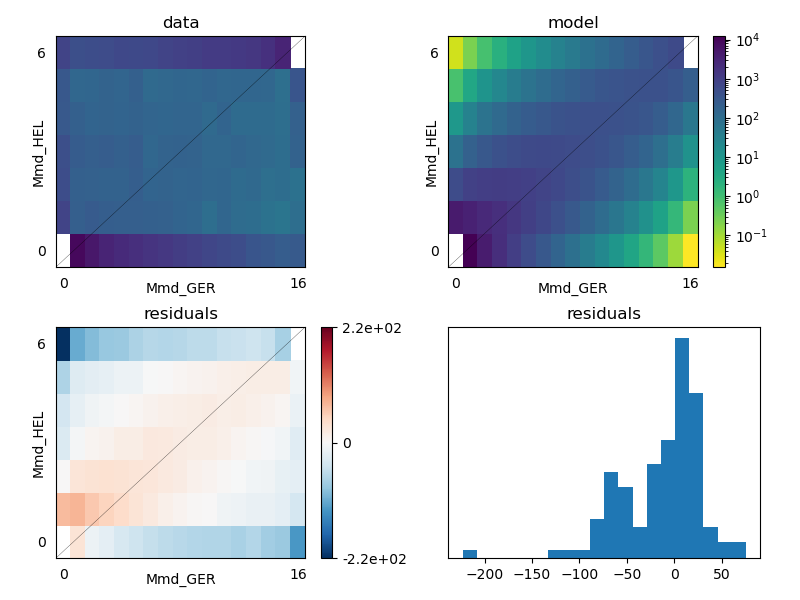 data
6
Mmd_HEL
0
0
Mmd_GER
16
model
6
Mmd_HEL
0
0
Mmd_GER
16
10^4
10^3
10^2
10^1
10^0
10^−1
residuals
6
Mmd_HEL
0
0
Mmd_GER
16
2.2e+02
0
-2.2e+02
residuals
−200
−150
−100
−50
0
50